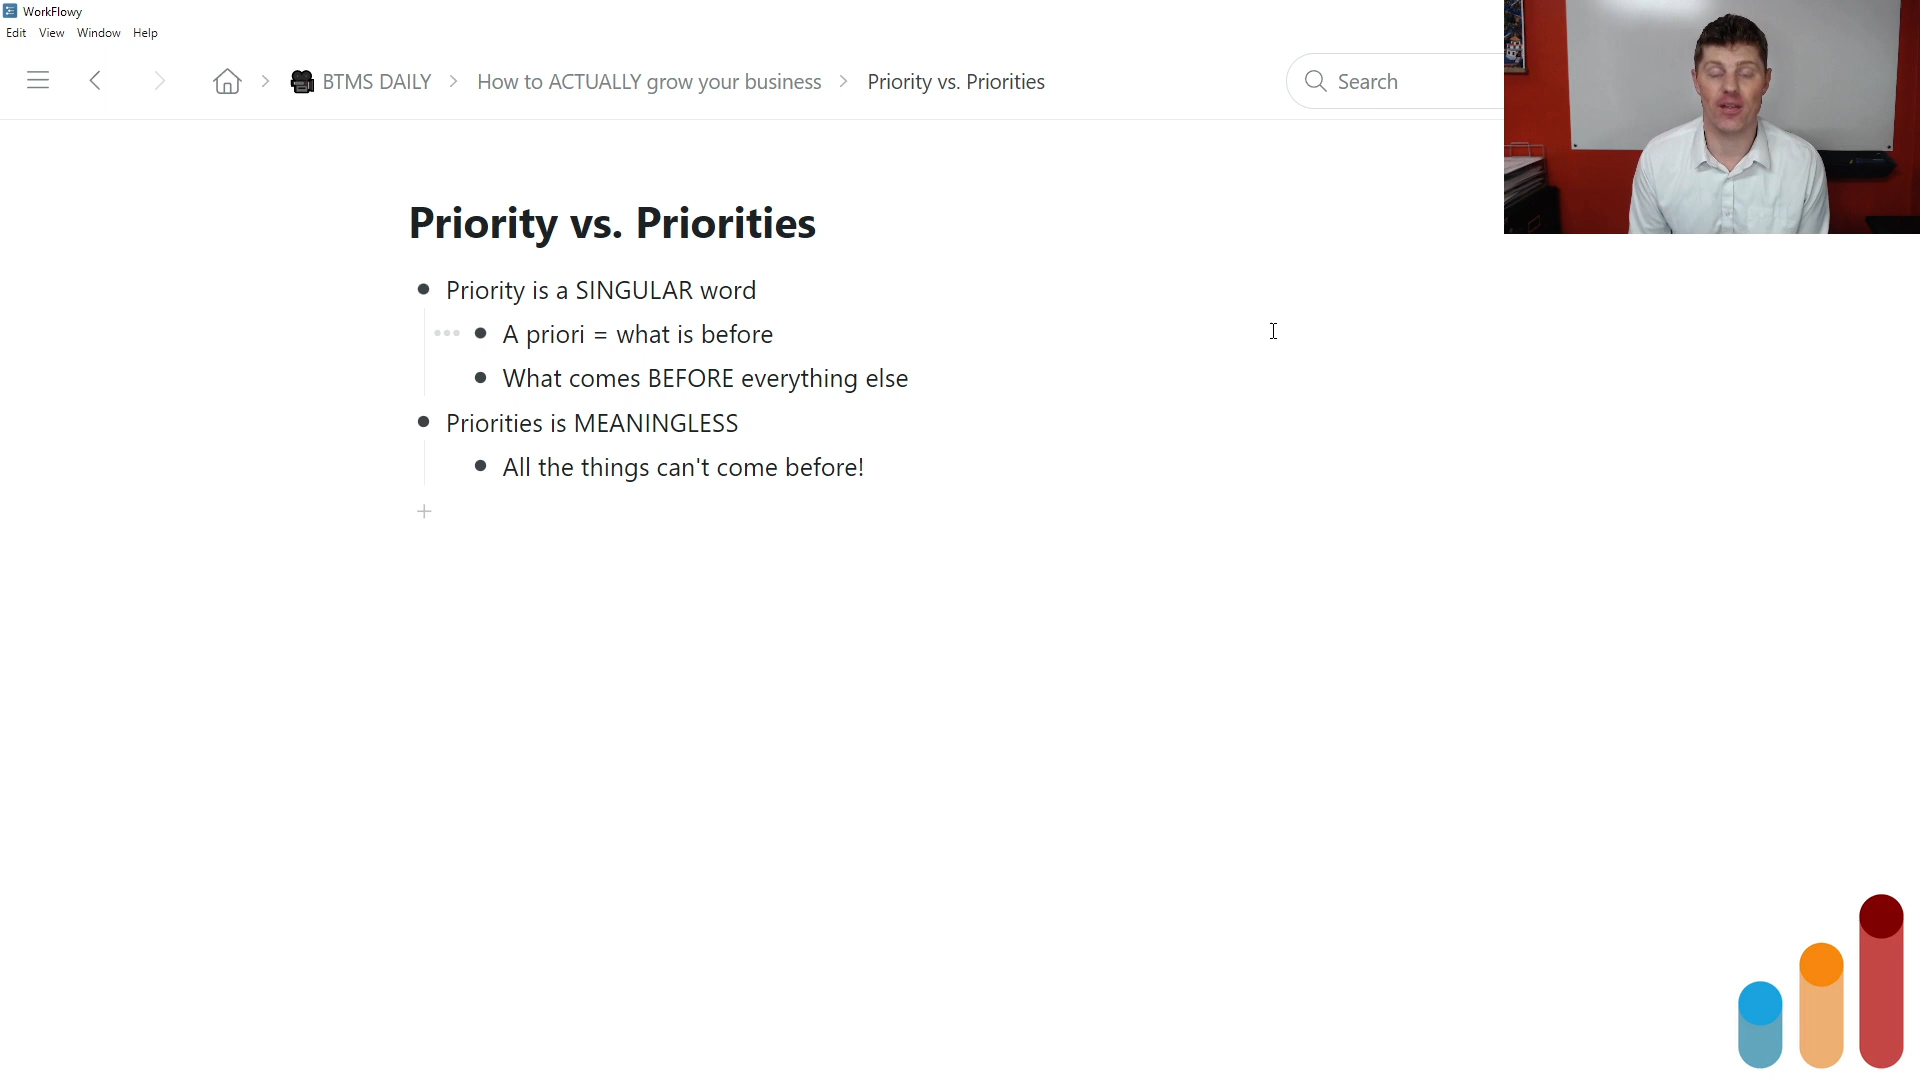 WorkFlowy
Edit View Window Help
BTMS DAILY > How to ACTUALLY grow your business > Priority vs. Priorities
Search
Priority vs. Priorities
Priority is a SINGULAR word
A priori = what is before
What comes BEFORE everything else
Priorities is MEANINGLESS
All the things can't come before!